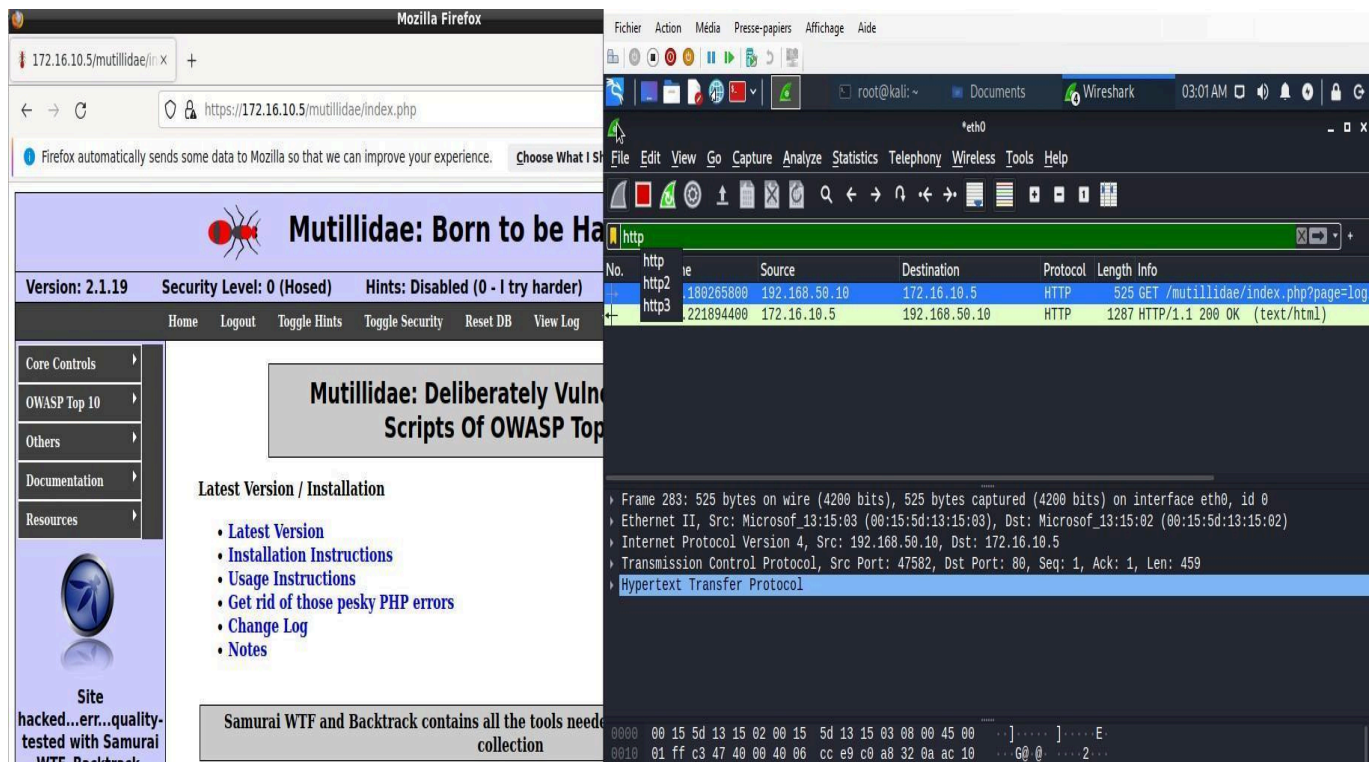 Mozilla Firefox
172.16.10.5/mutillidae/in
https://172.16.10.5/mutillidae/index.php
Firefox automatically sends some data to Mozilla so that we can improve your experience. Choose What I Sh
Mutillidae: Born to be Ha
Version: 2.1.19 Security Level: 0 (Hosed) Hints: Disabled (0 - I try harder)
Home Logout Toggle Hints Toggle Security Reset DB View Log
Core Controls
OWASP Top 10
Others
Documentation
Resources
Site
hacked...err...quality-
tested with Samurai
WTF, Backtrack
Mutillidae: Deliberately Vulne
Scripts Of OWASP Top
Latest Version / Installation
• Latest Version
• Installation Instructions
• Usage Instructions
• Get rid of those pesky PHP errors
• Change Log
• Notes
Samurai WTF and Backtrack contains all the tools neede
collection
Fichier Action Média Presse-papiers Affichage Aide
root@kali: ~ Documents Wireshark 03:01 AM
*eth0
File Edit View Go Capture Analyze Statistics Telephony Wireless Tools Help
http
http
http2
http3
No. e Source Destination Protocol Length Info
.180265800 192.168.50.10 172.16.10.5 HTTP 525 GET /mutillidae/index.php?page=log
.221894400 172.16.10.5 192.168.50.10 HTTP 1287 HTTP/1.1 200 OK (text/html)
Frame 283: 525 bytes on wire (4200 bits), 525 bytes captured (4200 bits) on interface eth0, id 0
Ethernet II, Src: Microsof_13:15:03 (00:15:5d:13:15:03), Dst: Microsof_13:15:02 (00:15:5d:13:15:02)
Internet Protocol Version 4, Src: 192.168.50.10, Dst: 172.16.10.5
Transmission Control Protocol, Src Port: 47582, Dst Port: 80, Seq: 1, Ack: 1, Len: 459
Hypertext Transfer Protocol
0000 00 15 5d 13 15 02 00 15 5d 13 15 03 08 00 45 00 ··]····· ]·····E·
0010 01 ff c3 47 40 00 40 06 cc e9 c0 a8 32 0a ac 10 ···G@·@· ····2···